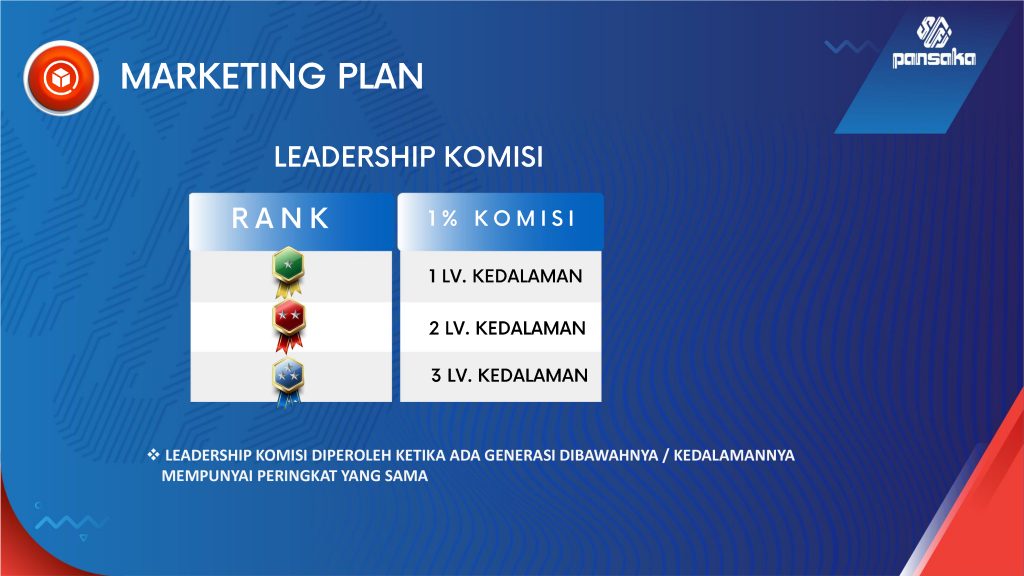 MARKETING PLAN
pansaka
LEADERSHIP KOMISI
RANK
1% KOMISI
1 LV. KEDALAMAN
2 LV. KEDALAMAN
3 LV. KEDALAMAN
❖ LEADERSHIP KOMISI DIPEROLEH KETIKA ADA GENERASI DIBAWAHNYA / KEDALAMANNYA
MEMPUNYAI PERINGKAT YANG SAMA